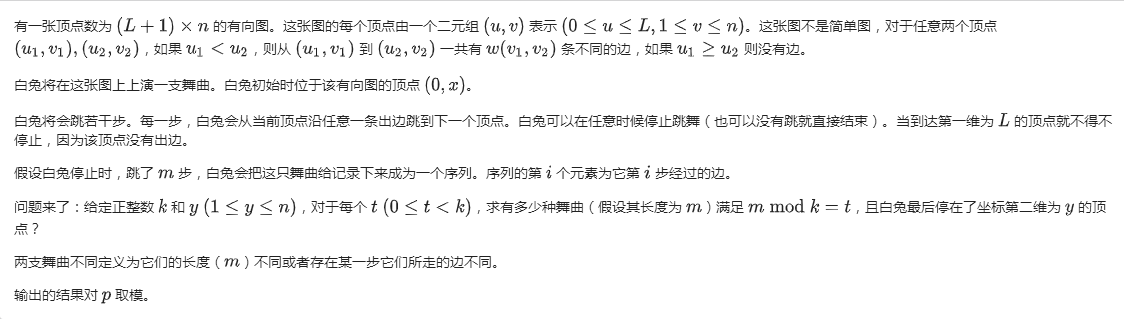 有一张顶点数为 (L + 1) × n 的有向图。这张图的每个顶点由一个二元组 (u, v) 表示 (0 ≤ u ≤ L, 1 ≤ v ≤ n)。这张图不是简单图，对于任意两个顶点
(u₁, v₁), (u₂, v₂)，如果 u₁ < u₂，则从 (u₁, v₁) 到 (u₂, v₂) 一共有 w(v₁, v₂) 条不同的边，如果 u₁ ≥ u₂ 则没有边。
白兔将在这张图上上演一支舞曲。白兔初始时位于该有向图的顶点 (0, x)。
白兔将会跳若干步。每一步，白兔会从当前顶点沿任意一条出边跳到下一个顶点。白兔可以在任意时候停止跳舞（也可以没有跳就直接结束）。当到达第一维为 L 的顶点就不得不
停止，因为该顶点没有出边。
假设白兔停止时，跳了 m 步，白兔会把这只舞曲给记录下来成为一个序列。序列的第 i 个元素为它第 i 步经过的边。
问题来了：给定正整数 k 和 y (1 ≤ y ≤ n)，对于每个 t (0 ≤ t < k)，求有多少种舞曲（假设其长度为 m）满足 m mod k = t，且白兔最后停在了坐标第二维为 y 的顶
点？
两支舞曲不同定义为它们的长度（m）不同或者存在某一步它们所走的边不同。
输出的结果对 p 取模。